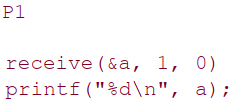 P1
receive(&a, 1, 0)
printf("%d\n", a);